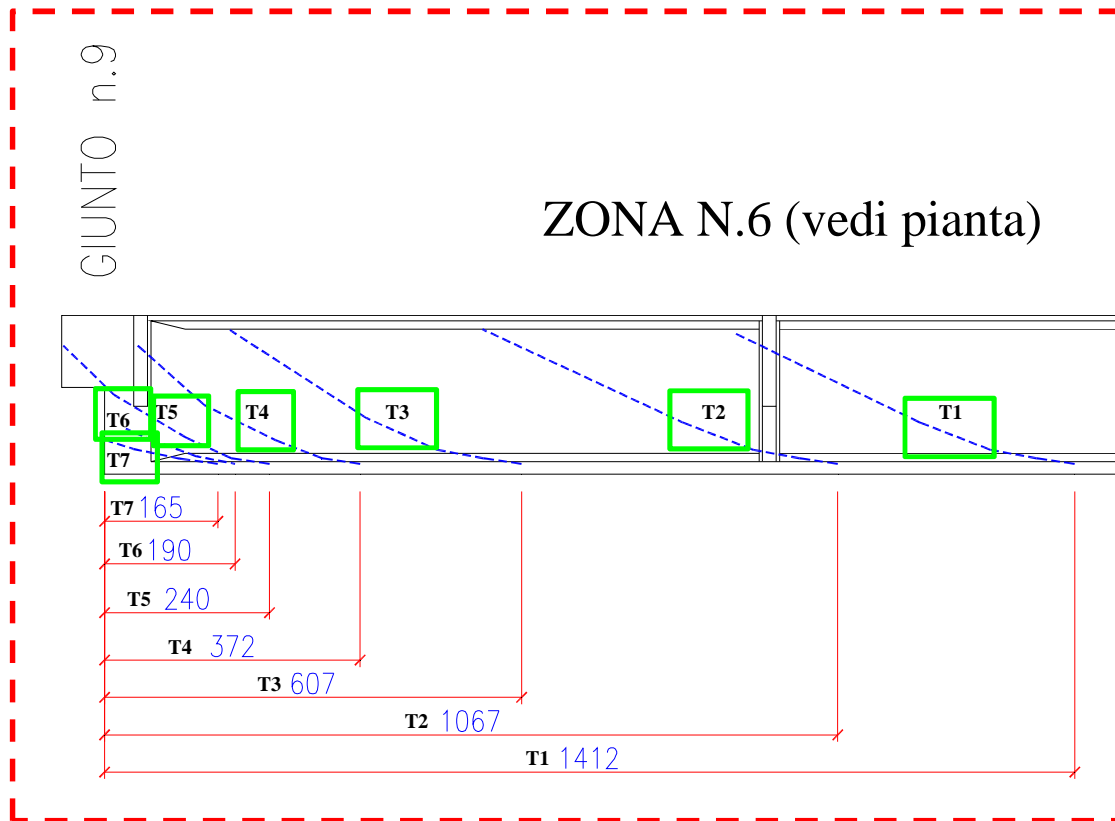 GIUNTO n.9
ZONA N.6 (vedi pianta)
T6
T5
T4
T3
T2
T1
T7
T7 165
T6 190
T5 240
T4 372
T3 607
T2 1067
T1 1412